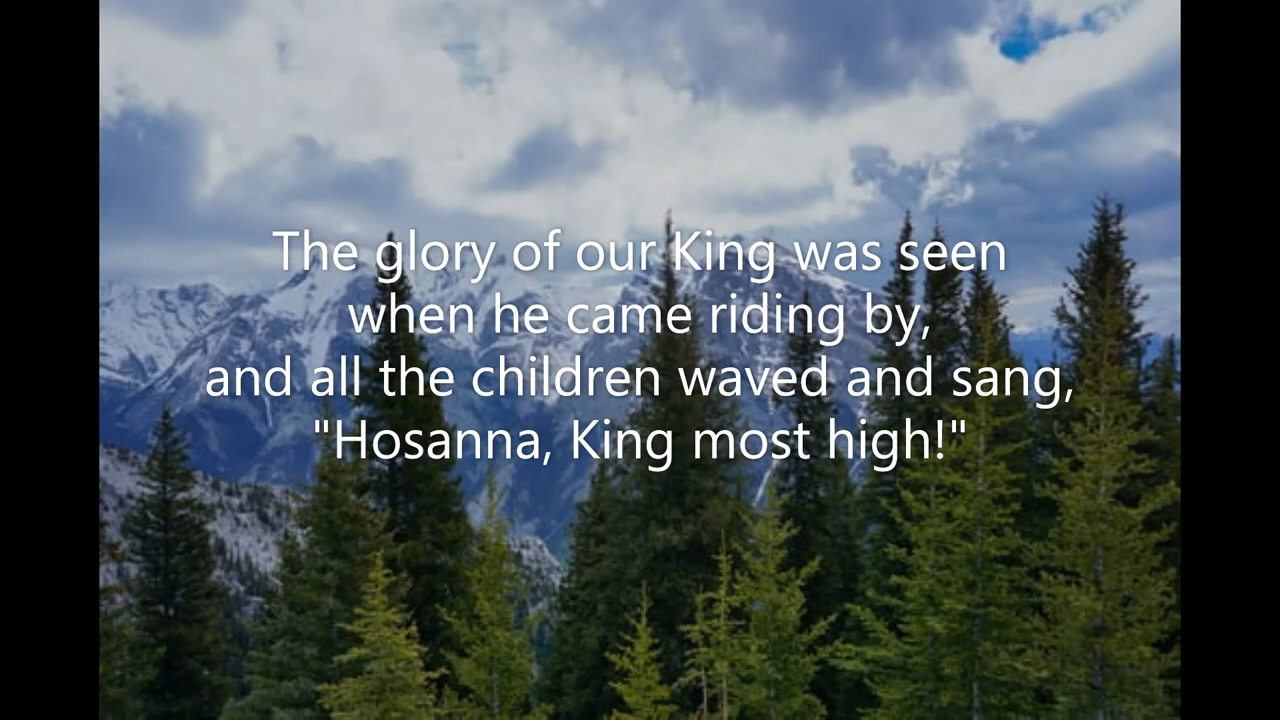 The glory of our King was seen
when he came riding by,
and all the children waved and sang,
"Hosanna, King most high!"